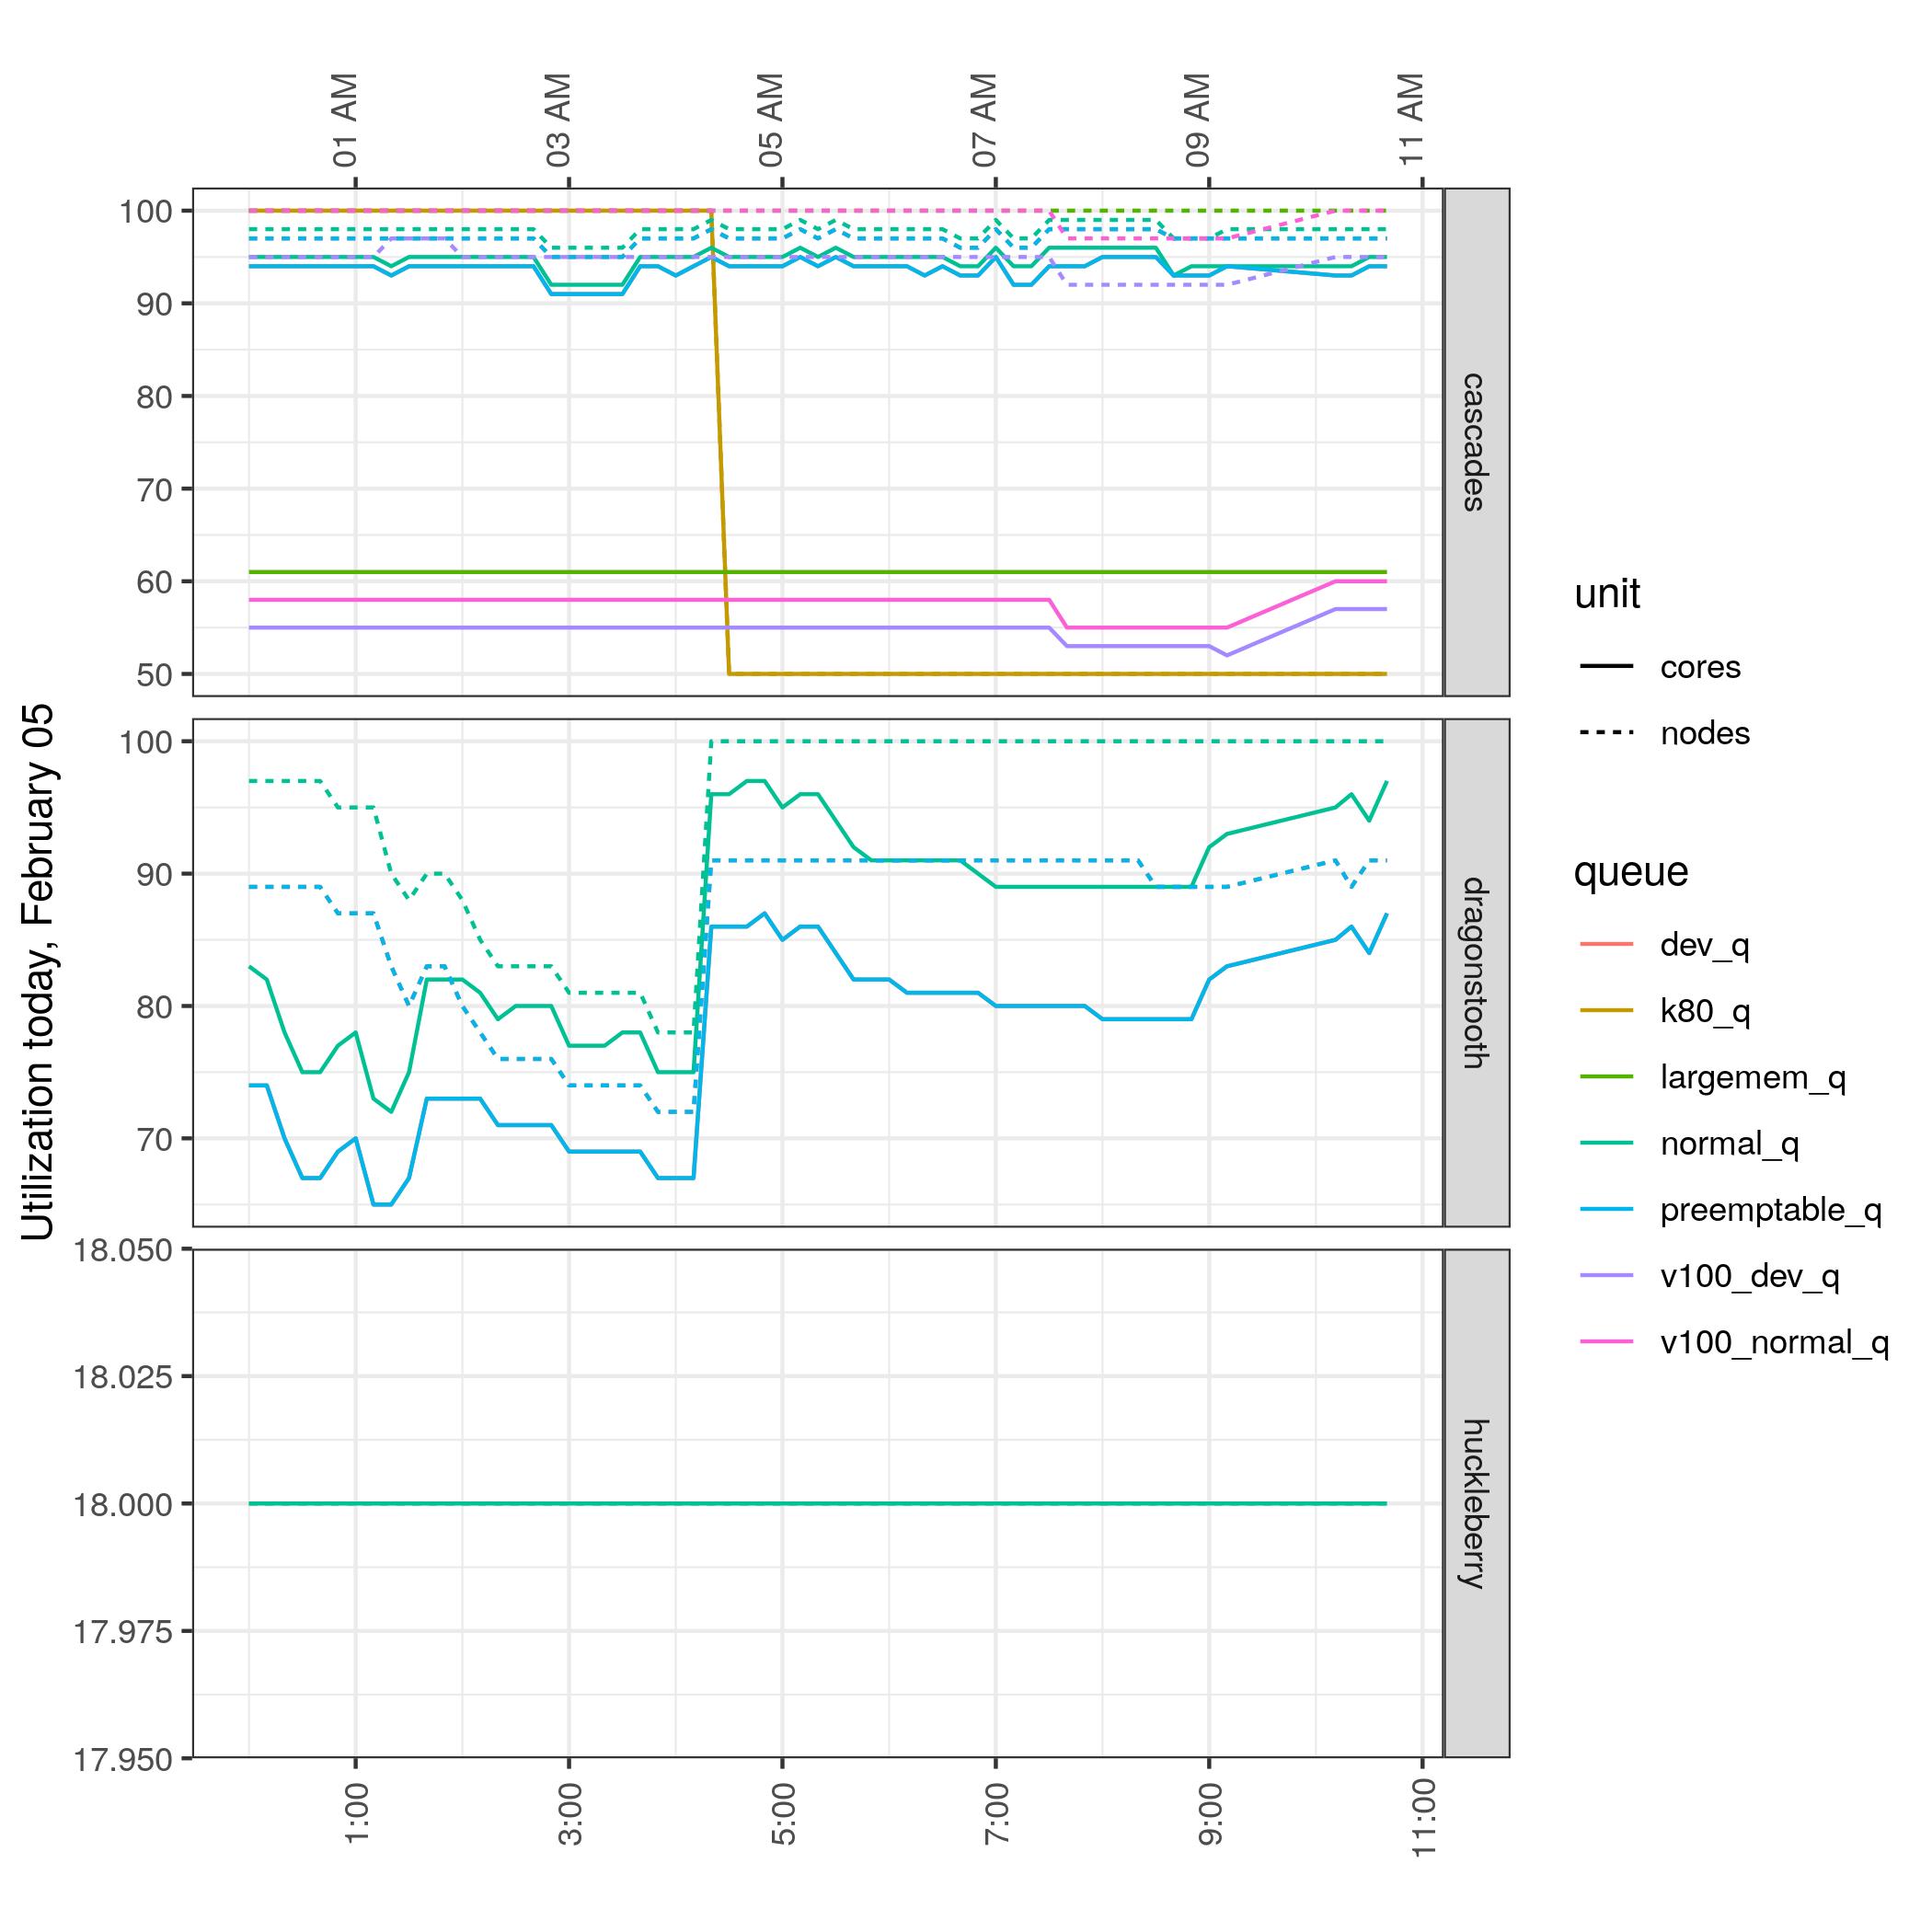 01 AM
03 AM
05 AM
07 AM
09 AM
11 AM
Utilization today, February 05
100
90
80
70
60
50
cascades
100
90
80
70
dragonstooth
18.050
18.025
18.000
17.975
17.950
huckleberry
1:00
3:00
5:00
7:00
9:00
11:00
unit
cores
nodes
queue
dev_q
k80_q
largemem_q
normal_q
preemptable_q
v100_dev_q
v100_normal_q